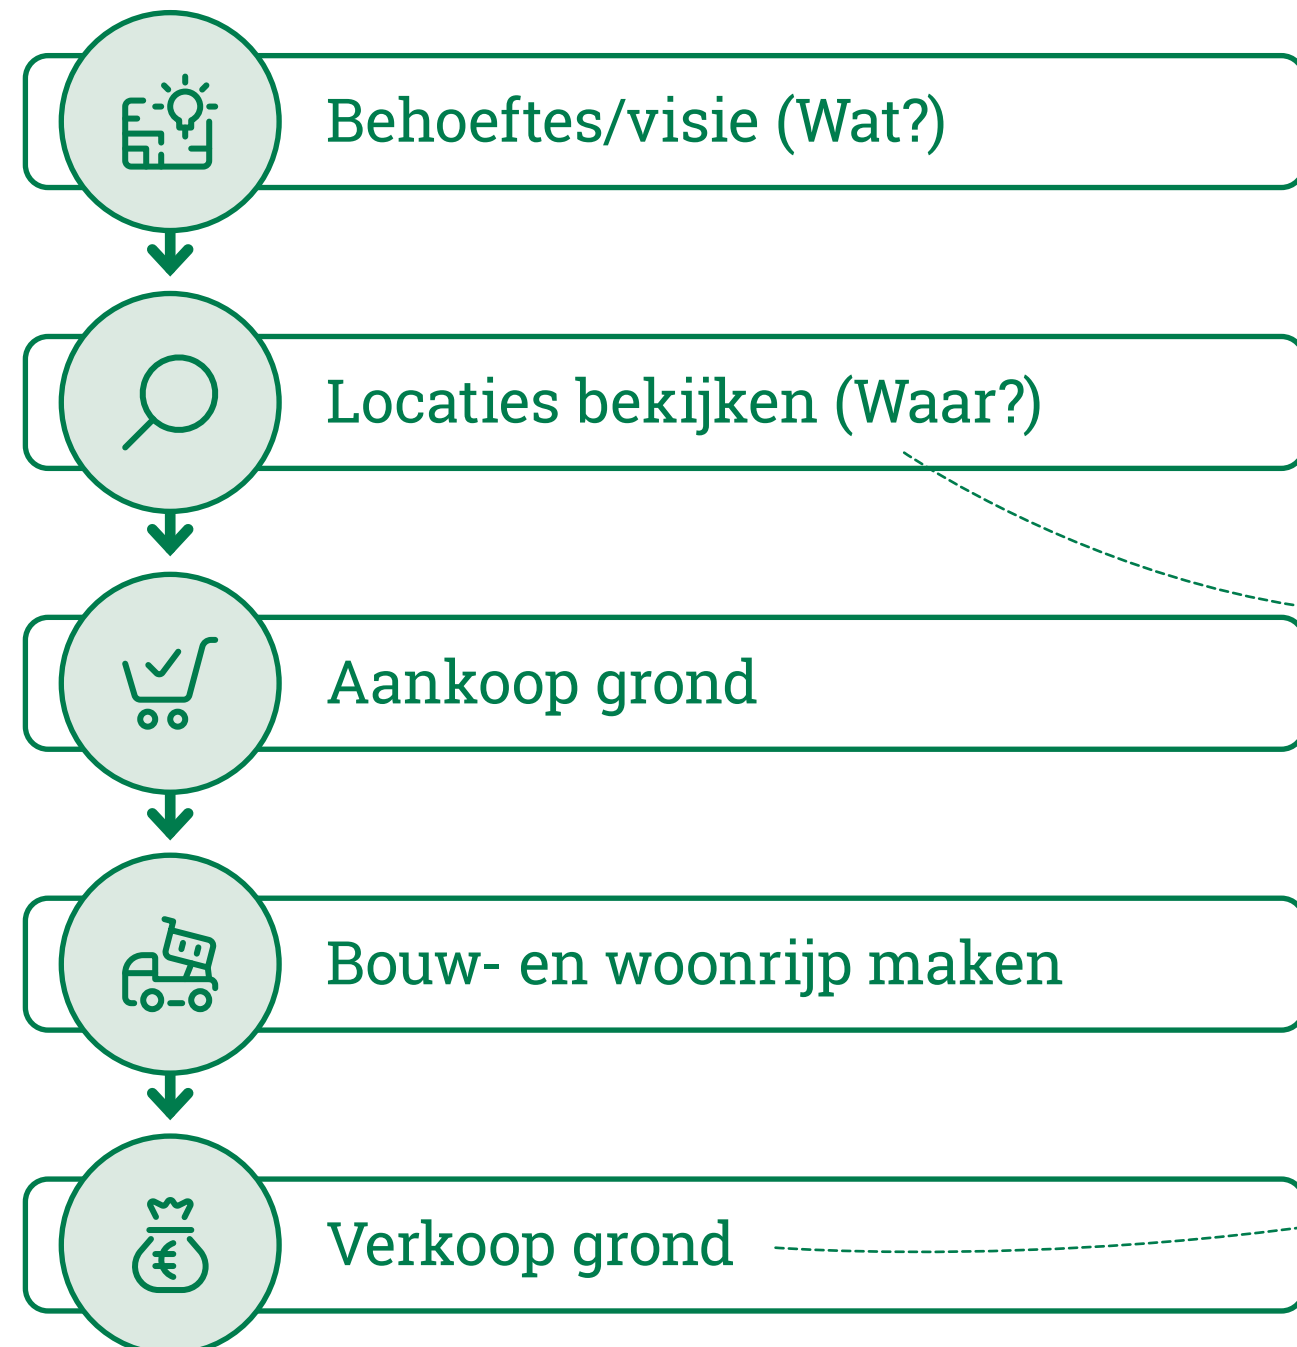 Behoeftes/visie (Wat?)
Locaties bekijken (Waar?)
Aankoop grond
Bouw- en woonrijp maken
Verkoop grond